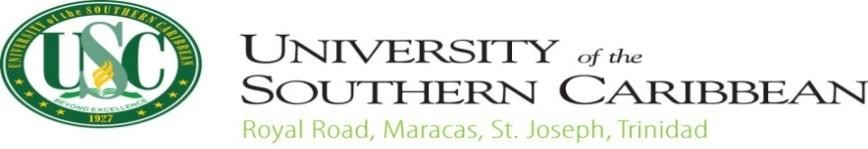 UNIVERSITY of the SOUTHERN CARIBBEAN
USC
BEYOND EXCELLENCE
1927
UNIVERSITY of the
SOUTHERN CARIBBEAN
Royal Road, Maracas, St. Joseph, Trinidad